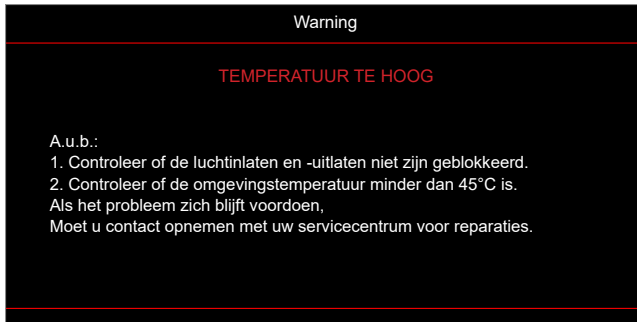 Warning
TEMPERATUUR TE HOOG
A.u.b.:
1. Controleer of de luchtinlaten en -uitlaten niet zijn geblokkeerd.
2. Controleer of de omgevingstemperatuur minder dan 45°C is.
Als het probleem zich blijft voordoen,
Moet u contact opnemen met uw servicecentrum voor reparaties.